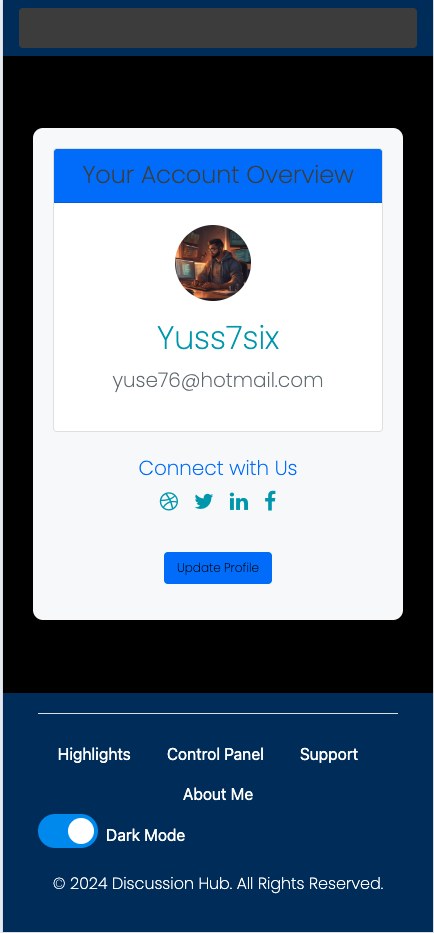 Your Account Overview
Yuss7six
yuse76@hotmail.com
Connect with Us
Update Profile
Highlights Control Panel Support
About Me
Dark Mode
© 2024 Discussion Hub. All Rights Reserved.